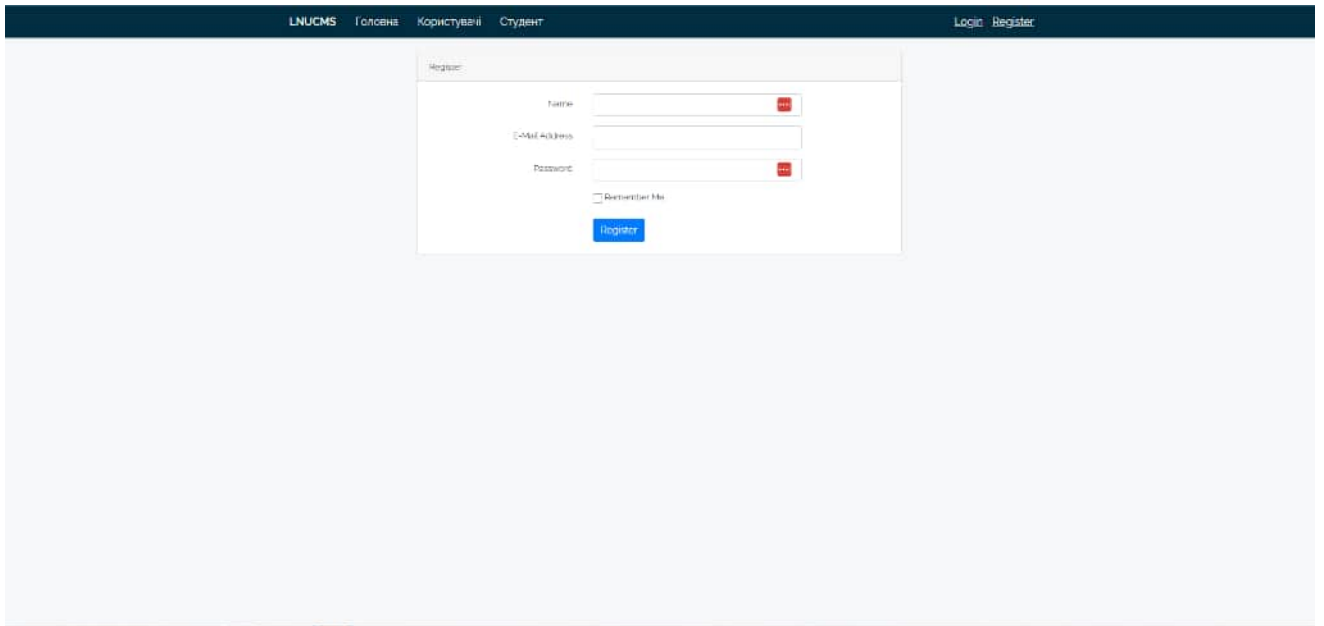 LNUCMS Головна Користувачі Студент Login Register
Register
Name
E-Mail Address
Password
Remember Me
Register